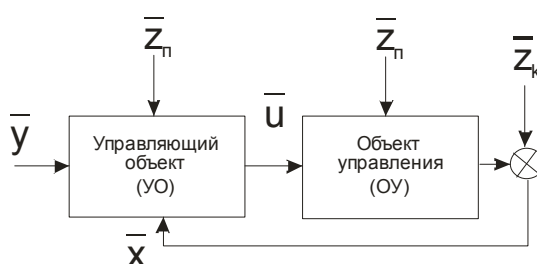 z̅п
z̅п
z̅k
y̅
Управляющий
объект
(УО)
u̅
Объект
управления
(ОУ)
x̅